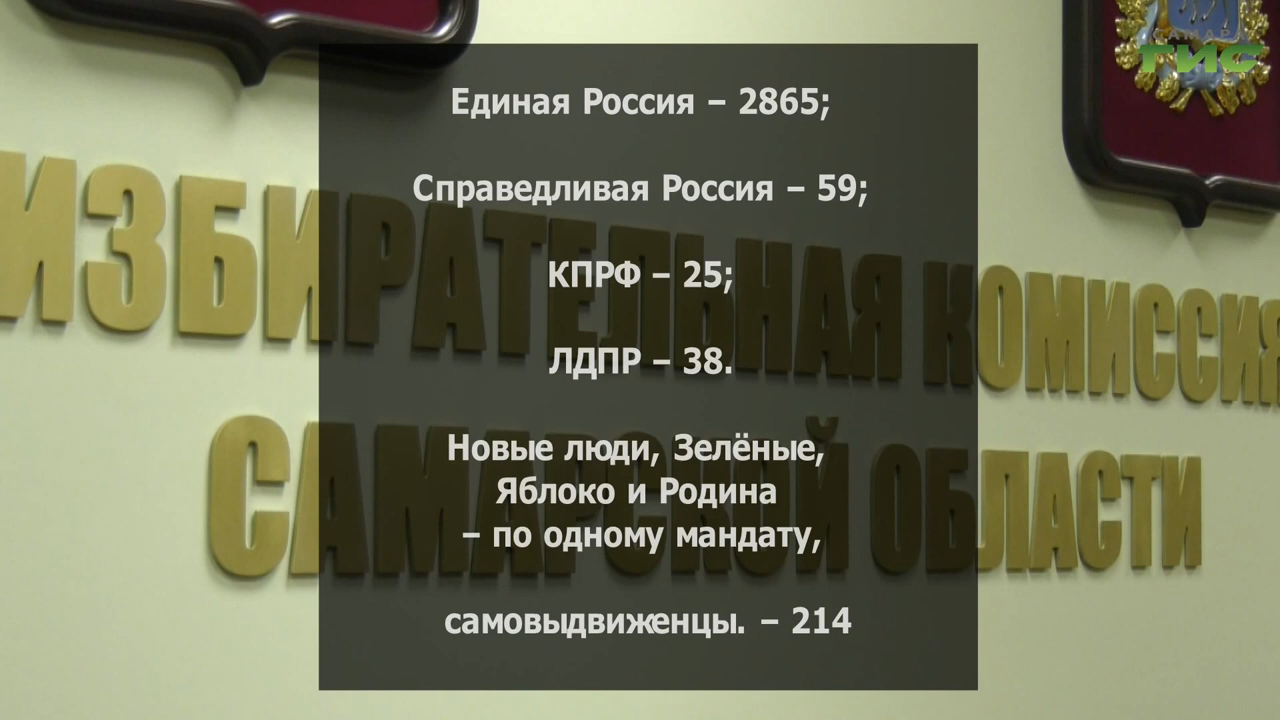 ГИС
Единая Россия – 2865;
Справедливая Россия – 59;
КПРФ – 25;
ЛДПР – 38.
Новые люди, Зелёные,
Яблоко и Родина
– по одному мандату,
самовыдвиженцы. – 214
ИЗБИРАТЕЛЬНАЯ КОМИССИЯ
САМАРСКОЙ ОБЛАСТИ